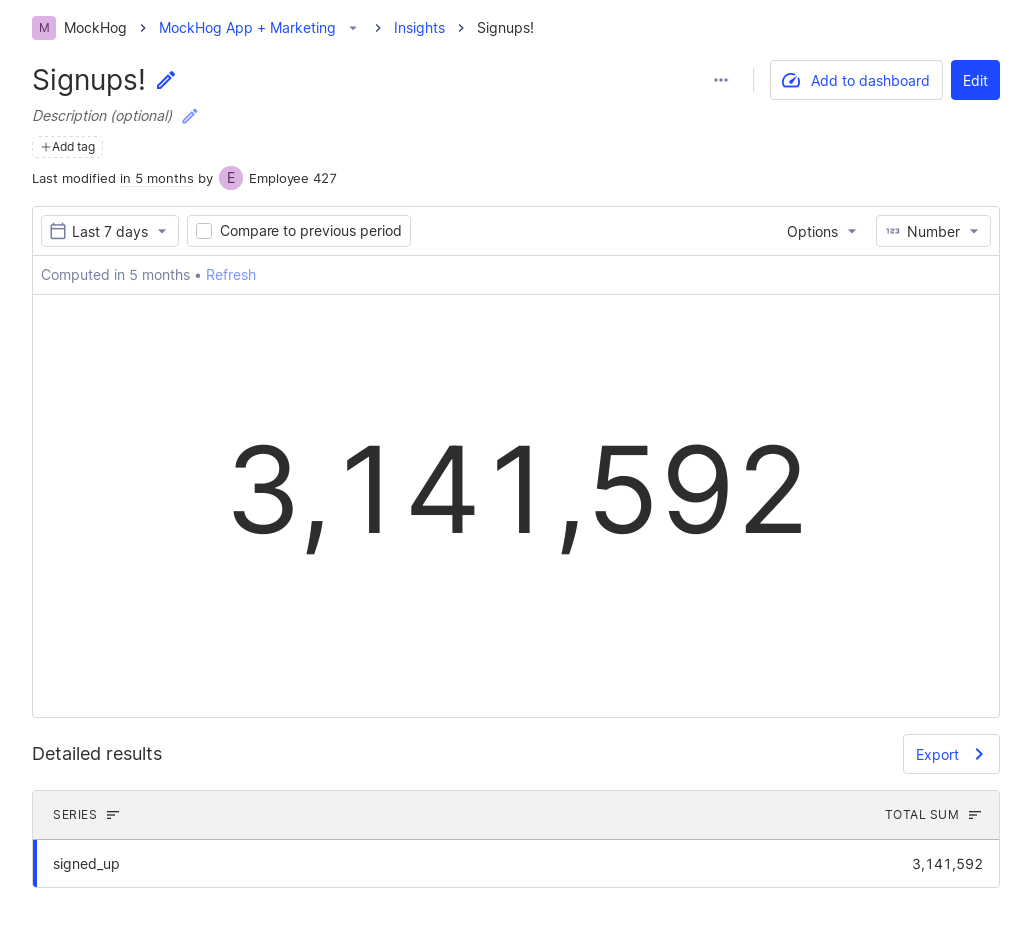 M MockHog MockHog App + Marketing Insights Signups!
Signups!
Add to dashboard Edit
Description (optional)
+Add tag
Last modified in 5 months by E Employee 427
Last 7 days Compare to previous period Options 123 Number
Computed in 5 months • Refresh
3,141,592
Detailed results
Export
SERIES TOTAL SUM
signed_up 3,141,592